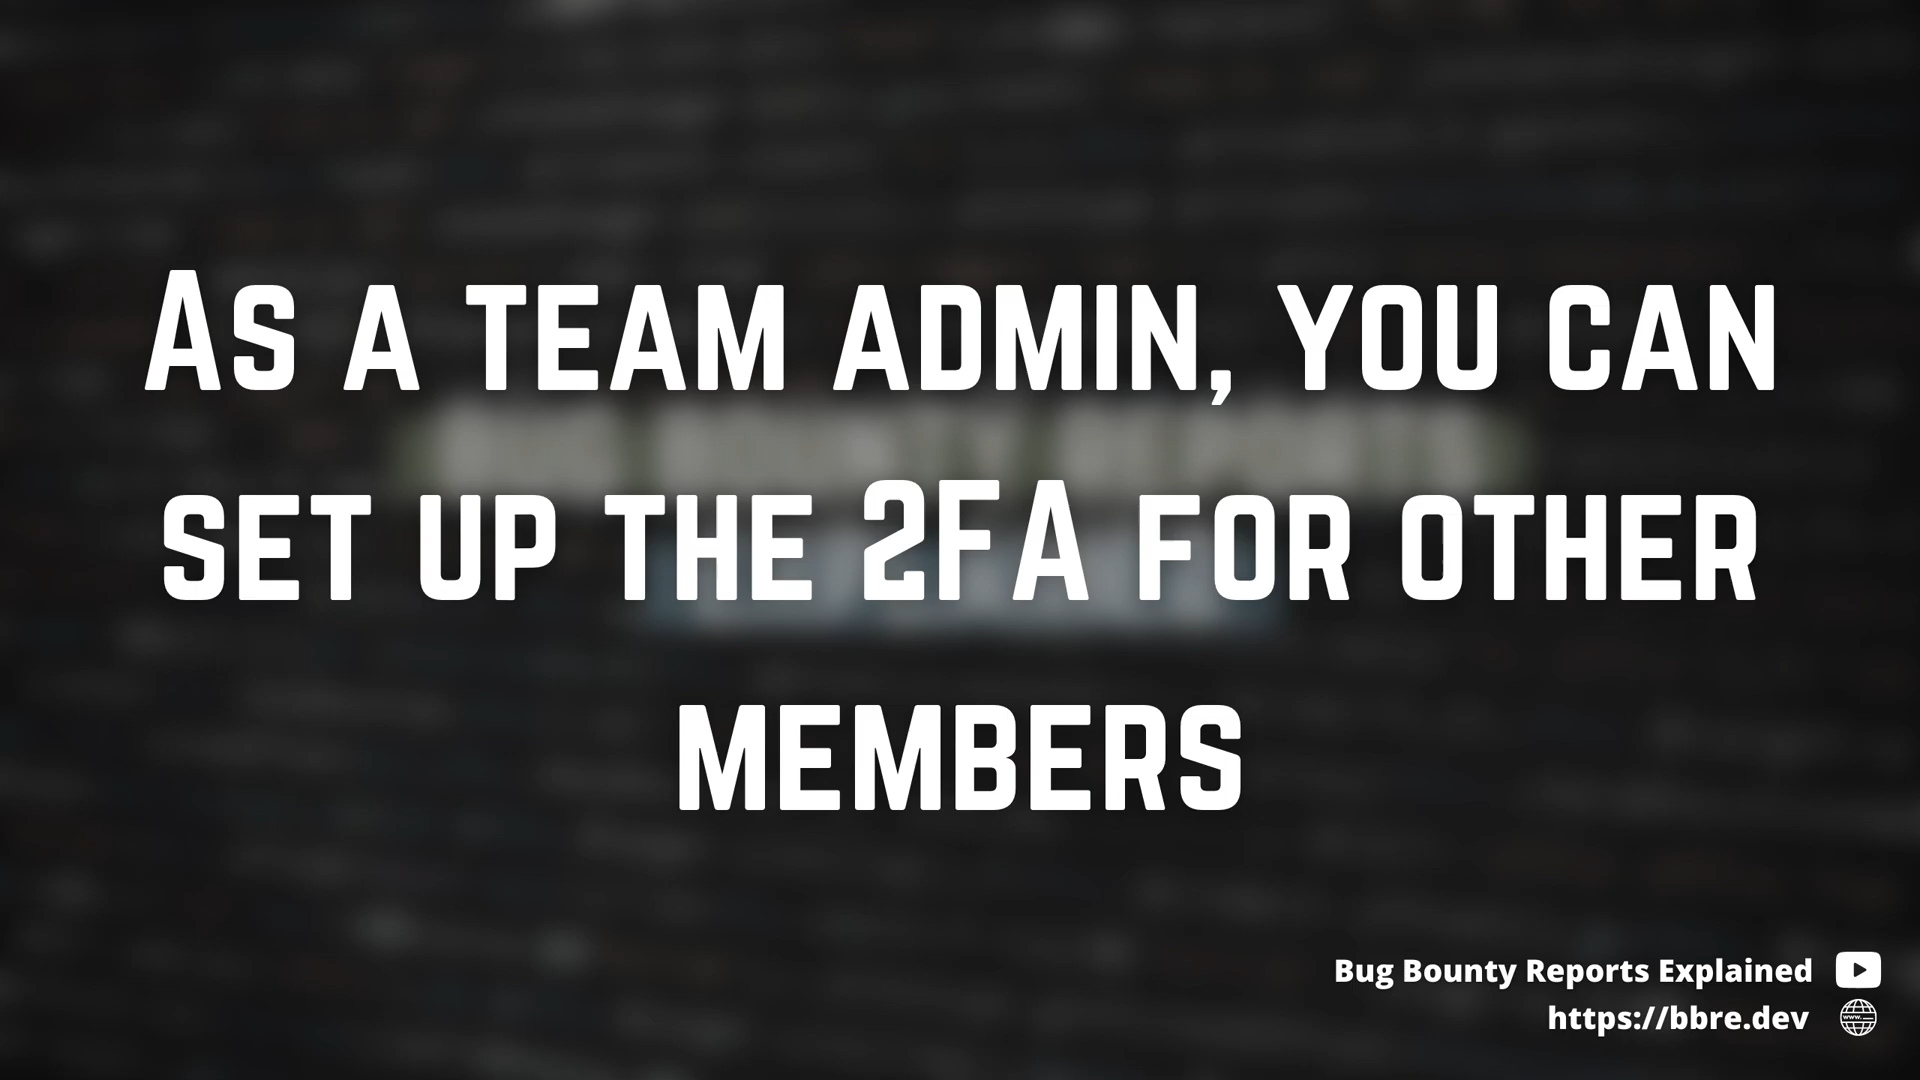 As a team admin, you can
set up the 2FA for other
members
Bug Bounty Reports Explained
https://bbre.dev